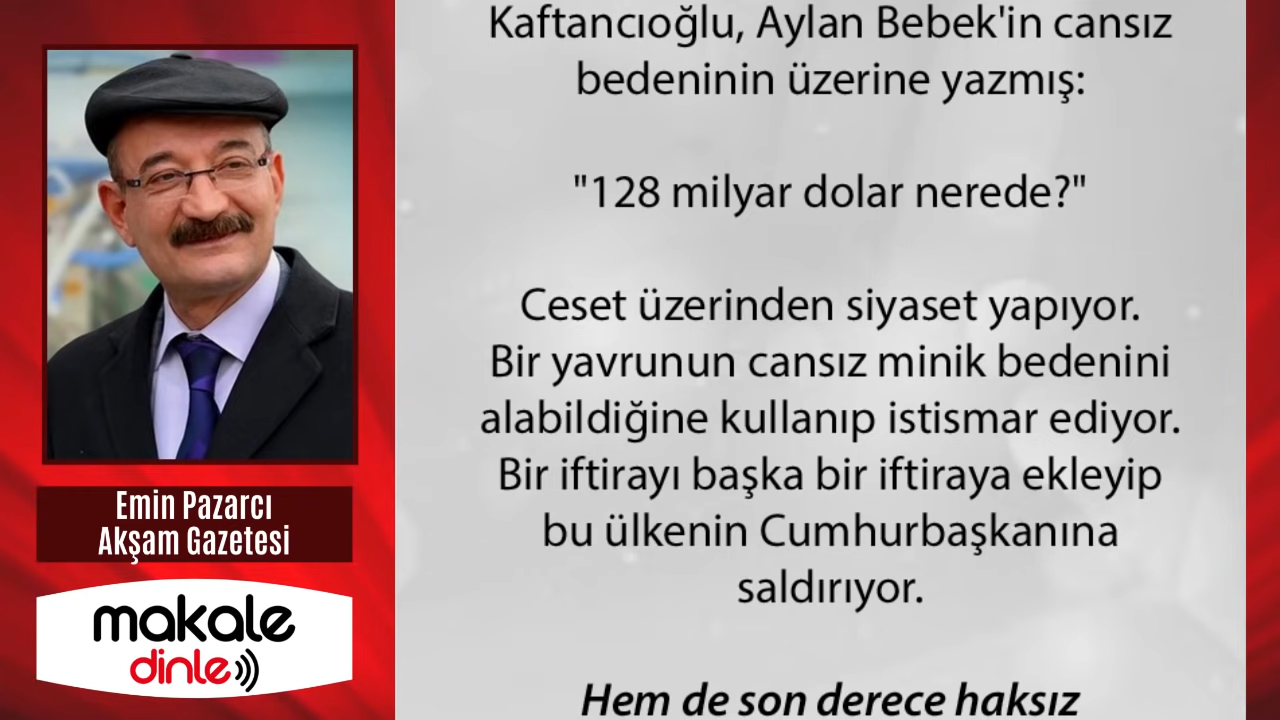 Kaftancıoğlu, Aylan Bebek'in cansız
bedeninin üzerine yazmış:
"128 milyar dolar nerede?"
Ceset üzerinden siyaset yapıyor.
Bir yavrunun cansız minik bedenini
alabildiğine kullanıp istismar ediyor.
Bir iftirayı başka bir iftiraya ekleyip
bu ülkenin Cumhurbaşkanına
saldırıyor.
Hem de son derece haksız
Emin Pazarcı
Akşam Gazetesi
makale
dinle